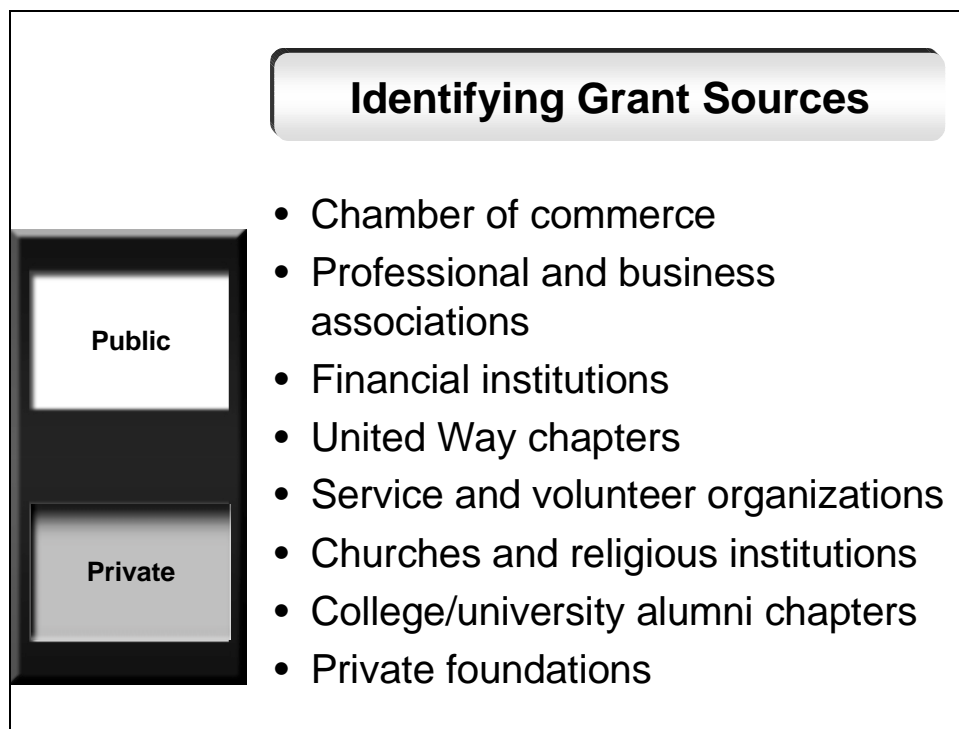 Identifying Grant Sources
Public
Private
• Chamber of commerce
• Professional and business
associations
• Financial institutions
• United Way chapters
• Service and volunteer organizations
• Churches and religious institutions
• College/university alumni chapters
• Private foundations